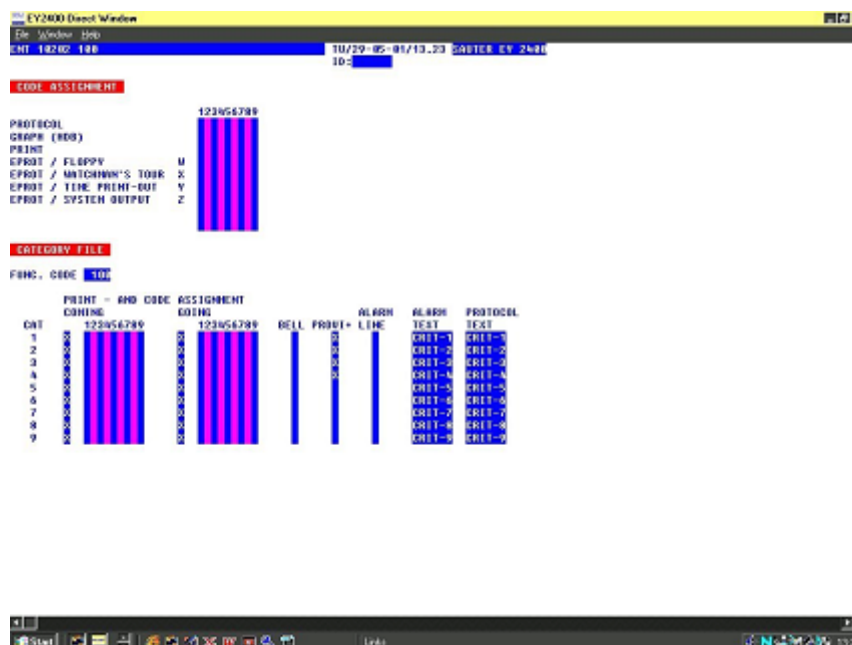 EY2400 Direct Window
File Window Help
ENT 10202 100 TU/29-05-01/13.23 SAUTER EY 2400
ID:
CODE ASSIGNMENT
123456789
PROTOCOL
GRAPH (HDB)
PRINT
EPROT / FLOPPY W
EPROT / WATCHMAN'S TOUR X
EPROT / TIME PRINT-OUT Y
EPROT / SYSTEM OUTPUT Z
CATEGORY FILE
FUNC. CODE 100
PRINT - AND CODE ASSIGNMENT
COMING GOING ALARM ALARM PROTOCOL
CAT 123456789 123456789 BELL PROVI+ LINE TEXT TEXT
1 X X X CRIT-1 CRIT-1
2 X X X CRIT-2 CRIT-2
3 X X X CRIT-3 CRIT-3
4 X X X CRIT-4 CRIT-4
5 X X CRIT-5 CRIT-5
6 X X CRIT-6 CRIT-6
7 X X CRIT-7 CRIT-7
8 X X CRIT-8 CRIT-8
9 X X CRIT-9 CRIT-9
Start Links